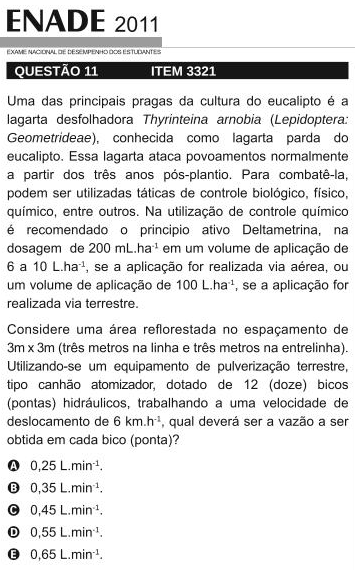 ENADE 2011
EXAME NACIONAL DE DESEMPENHO DOS ESTUDANTES
QUESTÃO 11 ITEM 3321
Uma das principais pragas da cultura do eucalipto é a
lagarta desfolhadora Thyrinteina arnobia (Lepidoptera:
Geometrideae), conhecida como lagarta parda do
eucalipto. Essa lagarta ataca povoamentos normalmente
a partir dos três anos pós-plantio. Para combatê-la,
podem ser utilizadas táticas de controle biológico, físico,
químico, entre outros. Na utilização de controle químico
é recomendado o principio ativo Deltametrina, na
dosagem de 200 mL.ha⁻¹ em um volume de aplicação de
6 a 10 L.ha⁻¹, se a aplicação for realizada via aérea, ou
um volume de aplicação de 100 L.ha⁻¹, se a aplicação for
realizada via terrestre.
Considere uma área reflorestada no espaçamento de
3m x 3m (três metros na linha e três metros na entrelinha).
Utilizando-se um equipamento de pulverização terrestre,
tipo canhão atomizador, dotado de 12 (doze) bicos
(pontas) hidráulicos, trabalhando a uma velocidade de
deslocamento de 6 km.h⁻¹, qual deverá ser a vazão a ser
obtida em cada bico (ponta)?
A 0,25 L.min⁻¹.
B 0,35 L.min⁻¹.
C 0,45 L.min⁻¹.
D 0,55 L.min⁻¹.
E 0,65 L.min⁻¹.